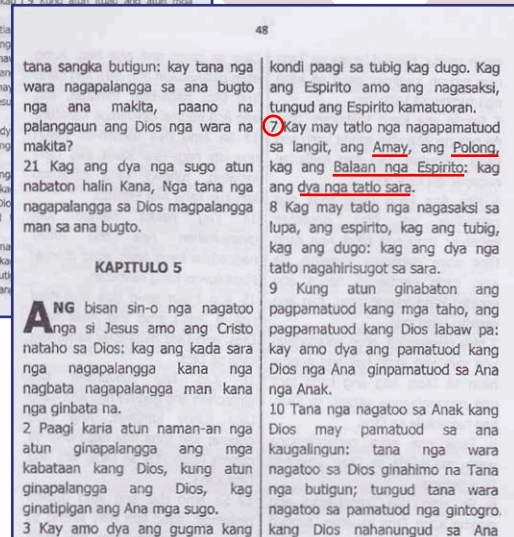 48
tana sangka butigun: kay tana nga
wara nagapalangga sa ana bugto
nga ana makita, paano na
palanggaun ang Dios nga wara na
makita?
21 Kag ang dya nga sugo atun
nabaton halin Kana, Nga tana nga
nagapalangga sa Dios magpalangga
man sa ana bugto.
KAPITULO 5
ANG bisan sin-o nga nagatoo
nga si Jesus amo ang Cristo
nataho sa Dios: kag ang kada sara
nga nagapalangga kana nga
nagbata nagapalangga man kana
nga ginbata na.
2 Paagi karia atun naman-an nga
atun ginapalangga ang mga
kabataan kang Dios, kung atun
ginapalangga ang Dios, kag
ginatipigan ang Ana mga sugo.
3 Kay amo dya ang gugma kang
kondi paagi sa tubig kag dugo. Kag
ang Espirito amo ang nagasaksi,
tungud ang Espirito kamatuoran.
7 Kay may tatlo nga nagapamatuod
sa langit, ang Amay, ang Polong,
kag ang Balaan nga Espirito: kag
ang dya nga tatlo sara.
8 Kag may tatlo nga nagasaksi sa
lupa, ang espirito, kag ang tubig,
kag ang dugo: kag ang dya nga
tatlo nagahirisugot sa sara.
9 Kung atun ginabaton ang
pagpamatuod kang mga taho, ang
pagpamatuod kang Dios labaw pa:
kay amo dya ang pamatuod kang
Dios nga Ana ginpamatuod sa Ana
nga Anak.
10 Tana nga nagatoo sa Anak kang
Dios may pamatuod sa ana
kaugalingun: tana nga wara
nagatoo sa Dios ginahimo na Tana
nga butigun; tungud tana wara
nagatoo sa pamatuod nga gintogro
kang Dios nahanungud sa Ana